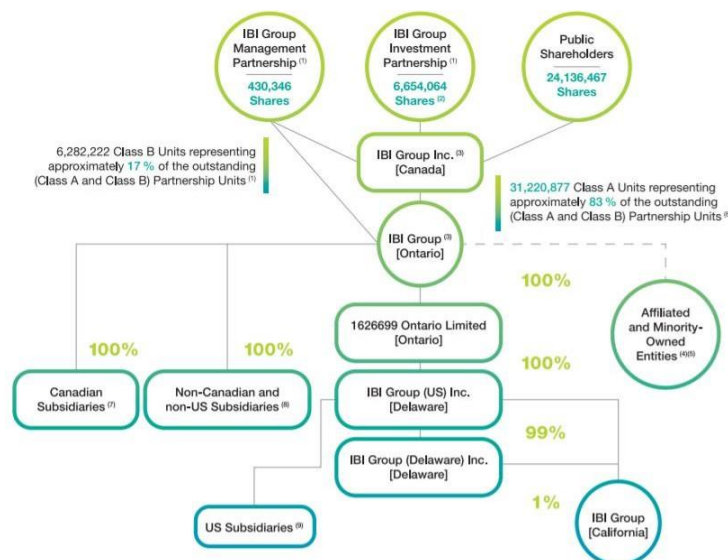 IBI Group
Management
Partnership (1)
430,346
Shares
IBI Group
Investment
Partnership (1)
6,654,064
Shares (2)
Public
Shareholders
24,136,467
Shares
6,282,222 Class B Units representing
approximately 17 % of the outstanding
(Class A and Class B) Partnership Units (1)
IBI Group Inc. (3)
[Canada]
31,220,877 Class A Units representing
approximately 83 % of the outstanding
(Class A and Class B) Partnership Units
IBI Group (3)
[Ontario]
100%
1626699 Ontario Limited
[Ontario]
Affiliated
and Minority-
Owned
Entities (4)(5)
100%
100%
100%
Canadian
Subsidiaries (7)
Non-Canadian and
non-US Subsidiaries (8)
IBI Group (US) Inc.
[Delaware]
99%
IBI Group (Delaware) Inc.
[Delaware]
1%
US Subsidiaries (9)
IBI Group
[California]